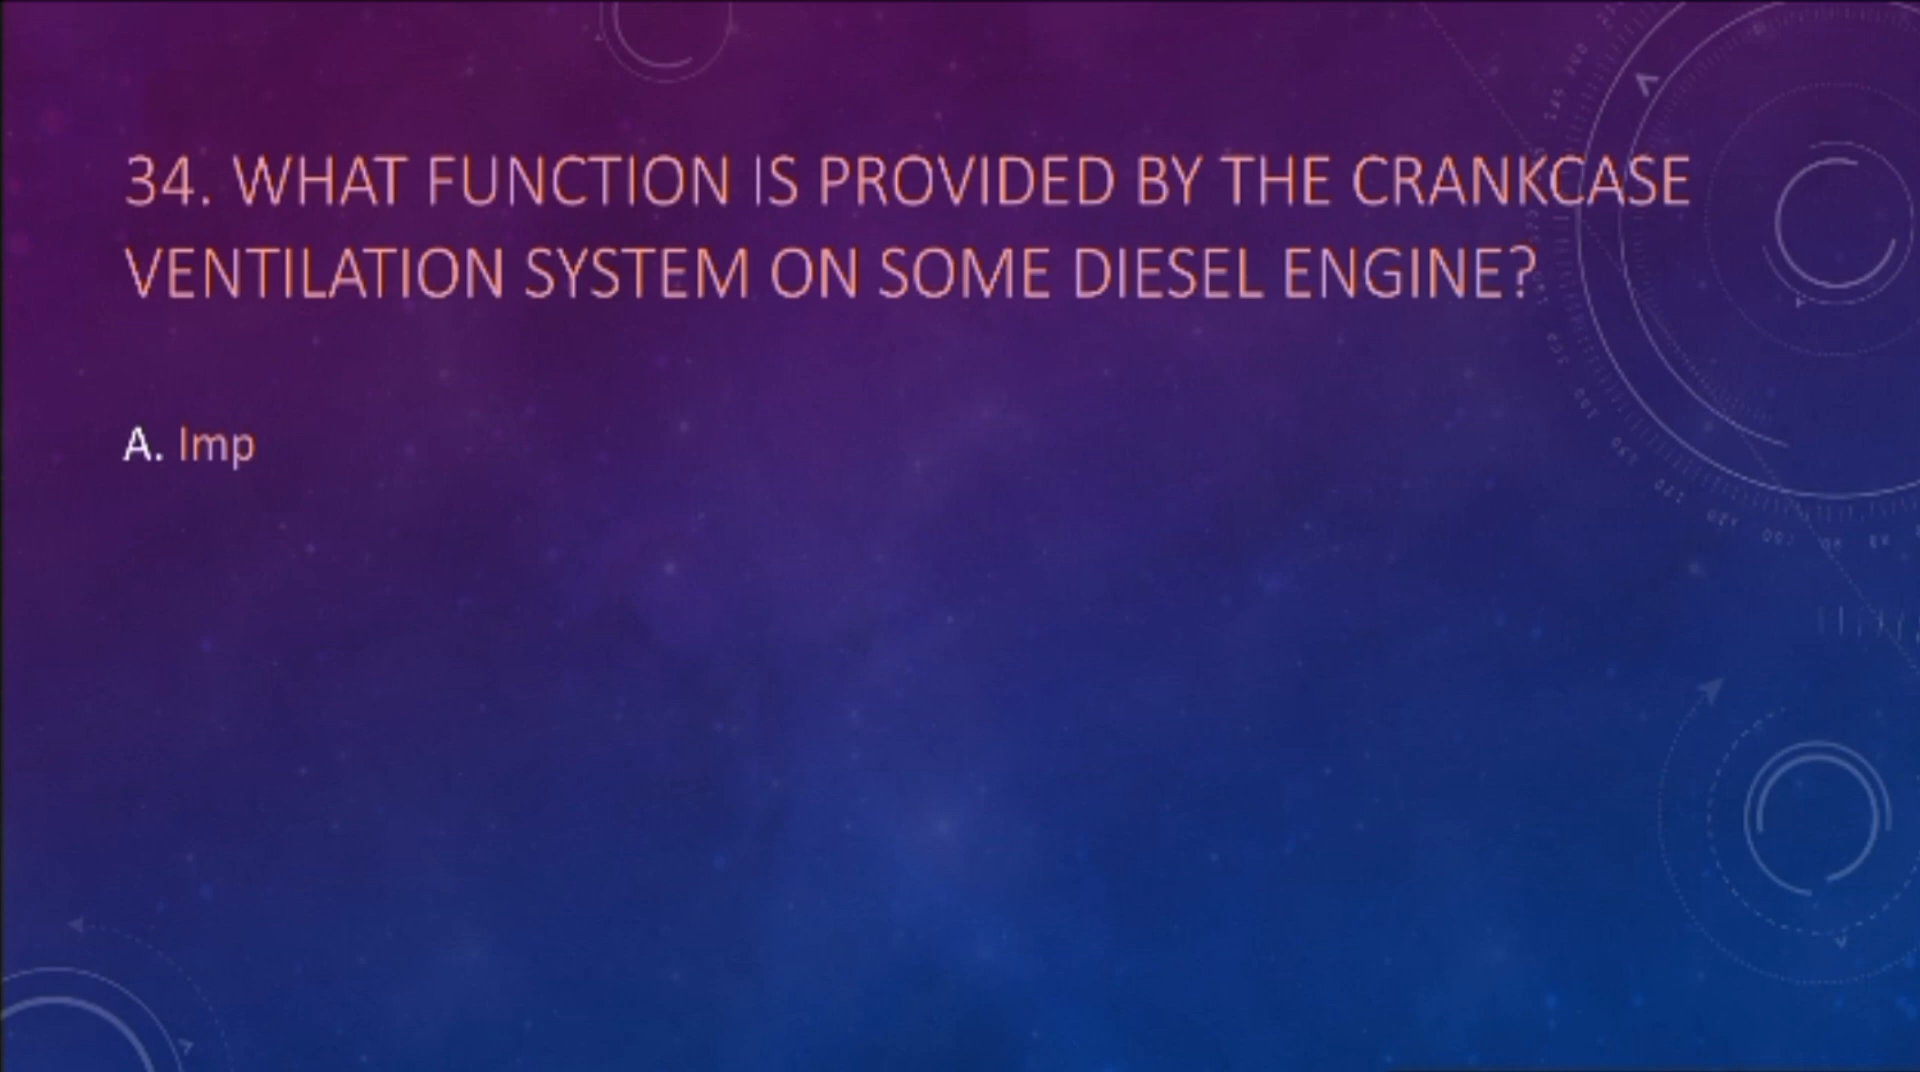 34. WHAT FUNCTION IS PROVIDED BY THE CRANKCASE
VENTILATION SYSTEM ON SOME DIESEL ENGINE?
A. Imp